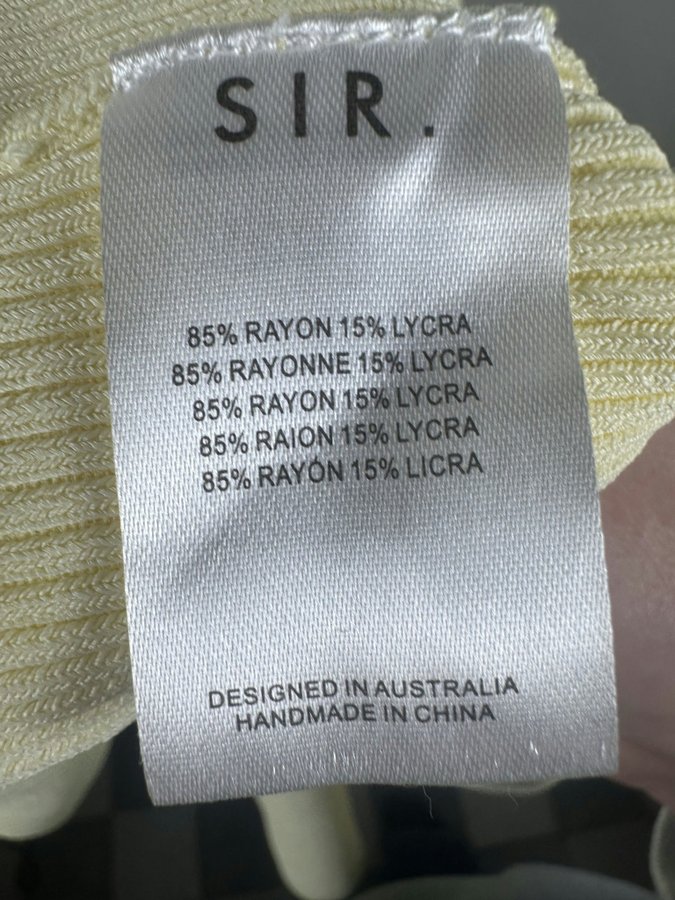 SIR.
85% RAYON 15% LYCRA
85% RAYONNE 15% LYCRA
85% RAYON 15% LYCRA
85% RAION 15% LYCRA
85% RAYÓN 15% LICRA
DESIGNED IN AUSTRALIA
HANDMADE IN CHINA